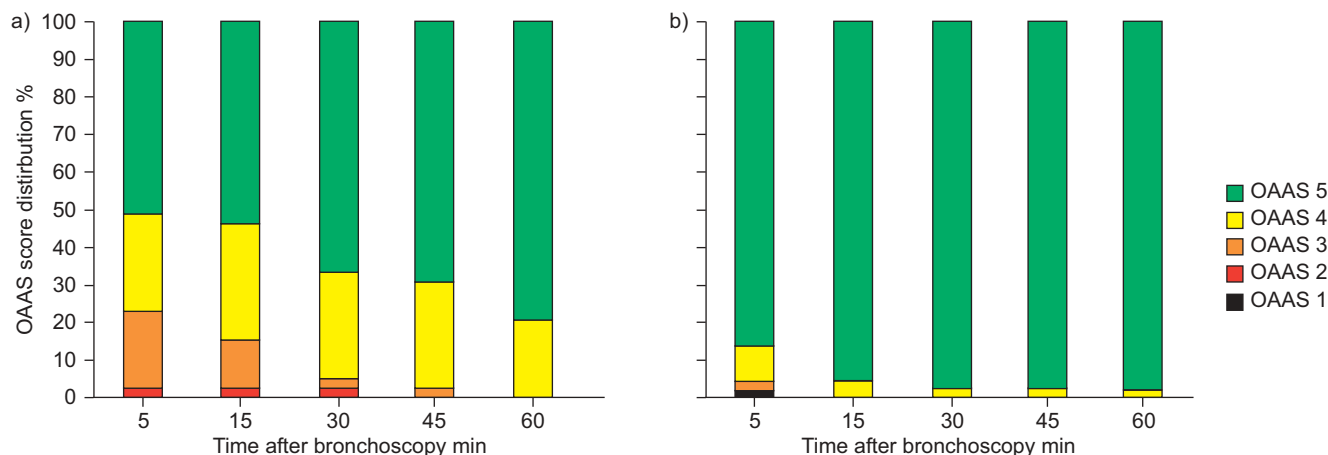 a)
OAAS score distirbution %
100
90
80
70
60
50
40
30
20
10
0
5 15 30 45 60
Time after bronchoscopy min
b)
5 15 30 45 60
Time after bronchoscopy min
OAAS 5
OAAS 4
OAAS 3
OAAS 2
OAAS 1